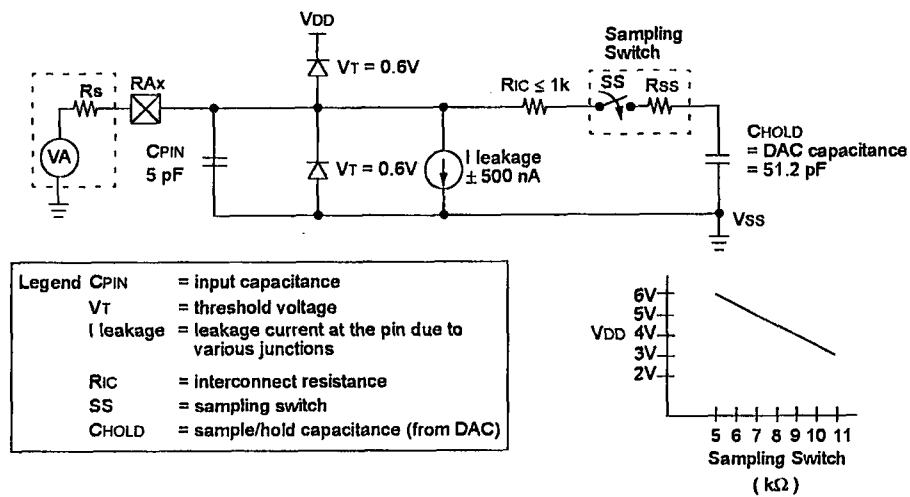 VDD
Sampling
Switch
VT = 0.6V
RIC ≤ 1k
SS
RSS
RAx
Rs
VA
CPIN
5 pF
VT = 0.6V
I leakage
± 500 nA
CHOLD
= DAC capacitance
= 51.2 pF
VSS
Legend CPIN = input capacitance
VT = threshold voltage
I leakage = leakage current at the pin due to
various junctions
RIC = interconnect resistance
SS = sampling switch
CHOLD = sample/hold capacitance (from DAC)
6V
5V
VDD 4V
3V
2V
5 6 7 8 9 10 11
Sampling Switch
( kΩ )